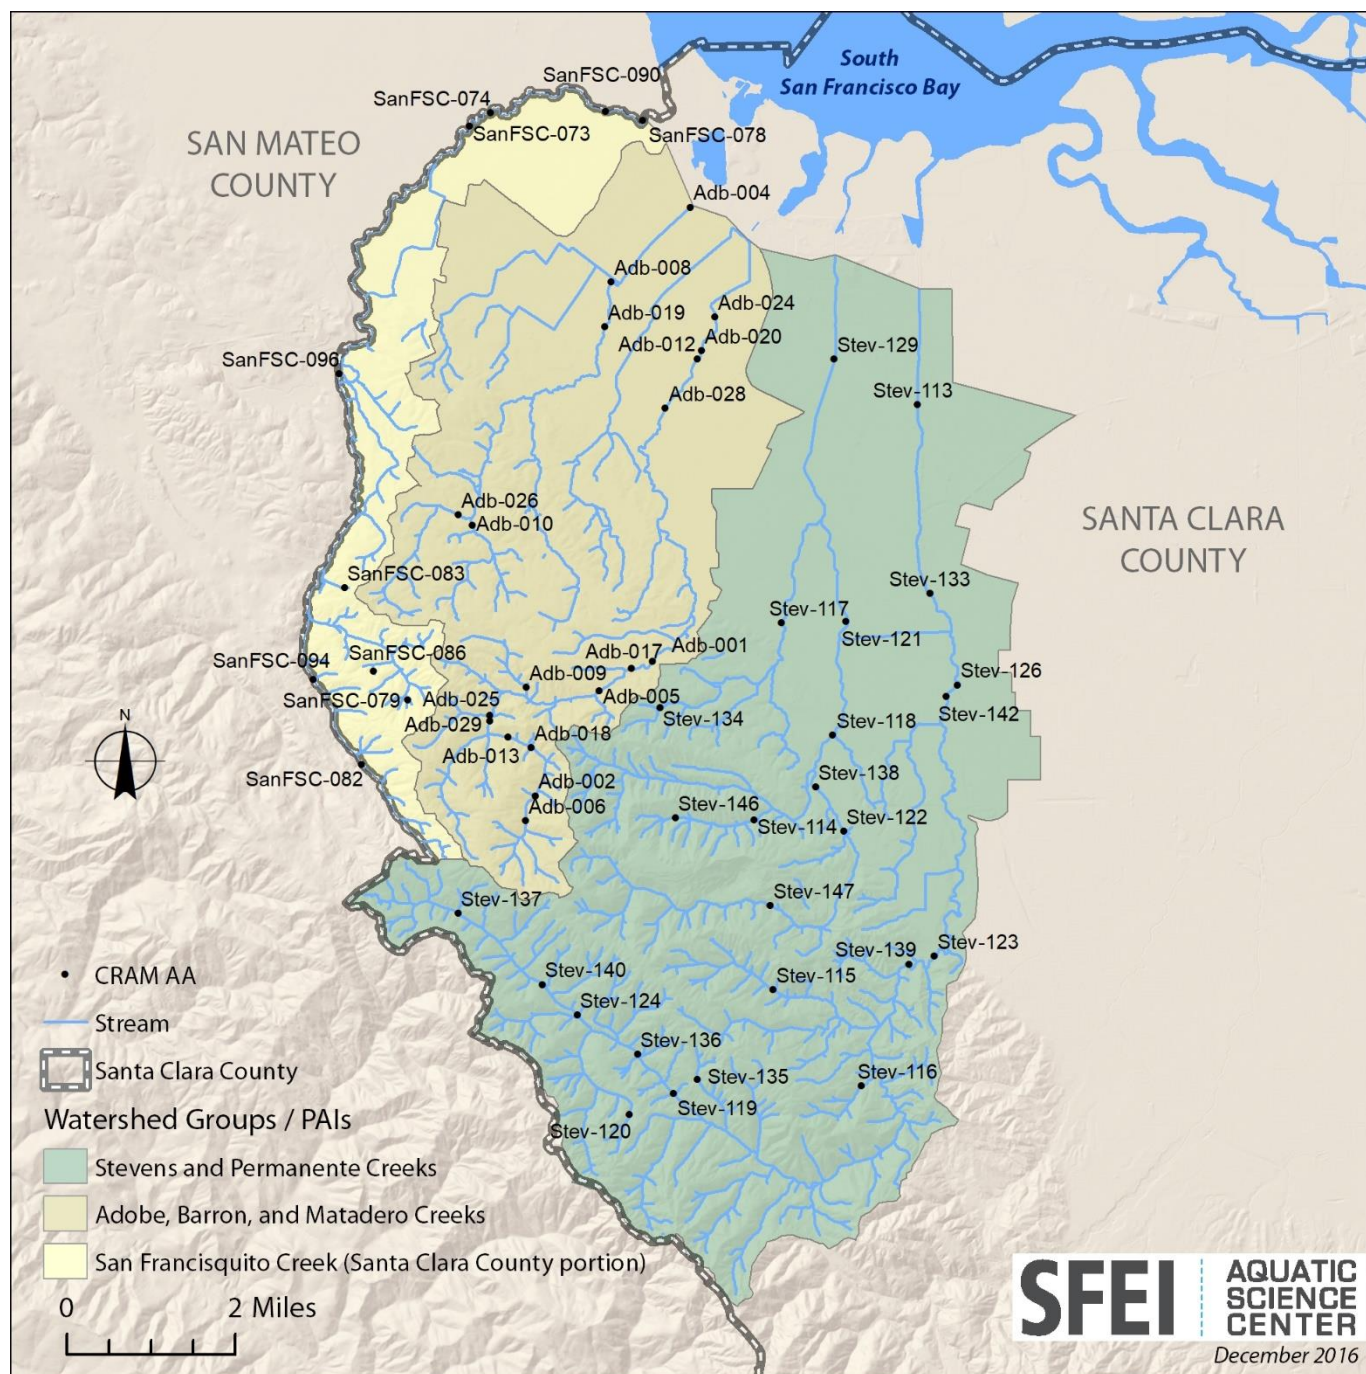 South
San Francisco Bay
SanFSC-090
SanFSC-074
SanFSC-073
SanFSC-078
SAN MATEO
COUNTY
Adb-004
Adb-008
Adb-024
Adb-019
Adb-020
Adb-012
SanFSC-096
Stev-129
Stev-113
Adb-028
Adb-026
Adb-010
SANTA CLARA
COUNTY
SanFSC-083
Stev-133
Stev-117
Stev-121
SanFSC-086
SanFSC-094
Adb-017
Adb-001
Adb-009
Stev-126
SanFSC-079
Adb-025
Adb-005
Stev-134
Stev-142
Adb-029
Stev-118
Adb-018
Adb-013
N
SanFSC-082
Stev-138
Adb-002
Adb-006
Stev-146
Stev-114
Stev-122
Stev-137
Stev-147
Stev-139
Stev-123
Stev-140
Stev-115
Stev-124
Stev-136
Stev-135
Stev-116
Stev-119
Stev-120
CRAM AA
Stream
Santa Clara County
Watershed Groups / PAIs
Stevens and Permanente Creeks
Adobe, Barron, and Matadero Creeks
San Francisquito Creek (Santa Clara County portion)
0 2 Miles
SFEI
AQUATIC
SCIENCE
CENTER
December 2016